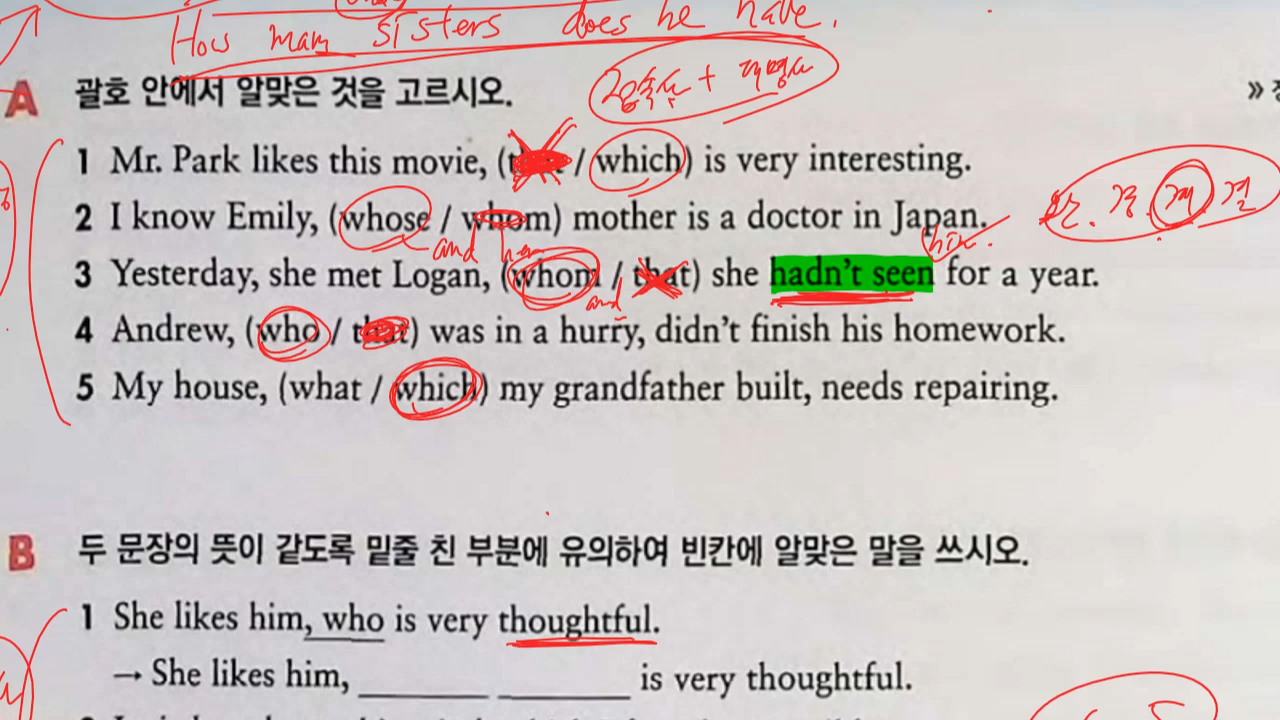 How many sisters does he have.
접속사 + 대명사
A 괄호 안에서 알맞은 것을 고르시오.
1 Mr. Park likes this movie, (/ which) is very interesting.
2 I know Emily, (whose / whom) mother is a doctor in Japan.
완. 경. 계. 결
and him.
3 Yesterday, she met Logan, (whom / that) she hadn't seen for a year.
and
4 Andrew, (who / that) was in a hurry, didn't finish his homework.
5 My house, (what / which) my grandfather built, needs repairing.
B 두 문장의 뜻이 같도록 밑줄 친 부분에 유의하여 빈칸에 알맞은 말을 쓰시오.
1 She likes him, who is very thoughtful.
→ She likes him, ________ ________ is very thoughtful.